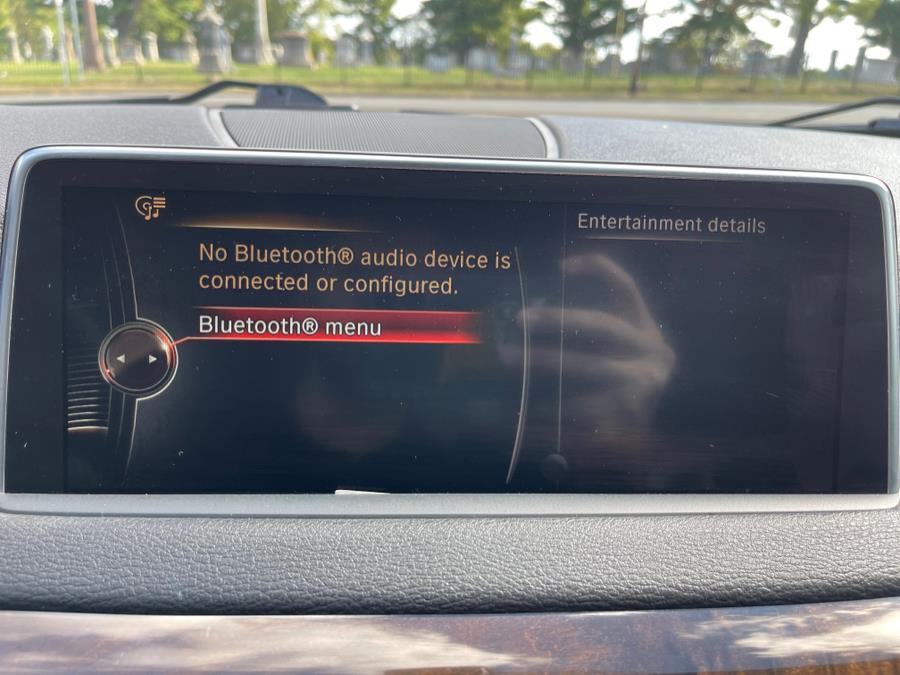 No Bluetooth® audio device is
connected or configured.
Bluetooth® menu
Entertainment details